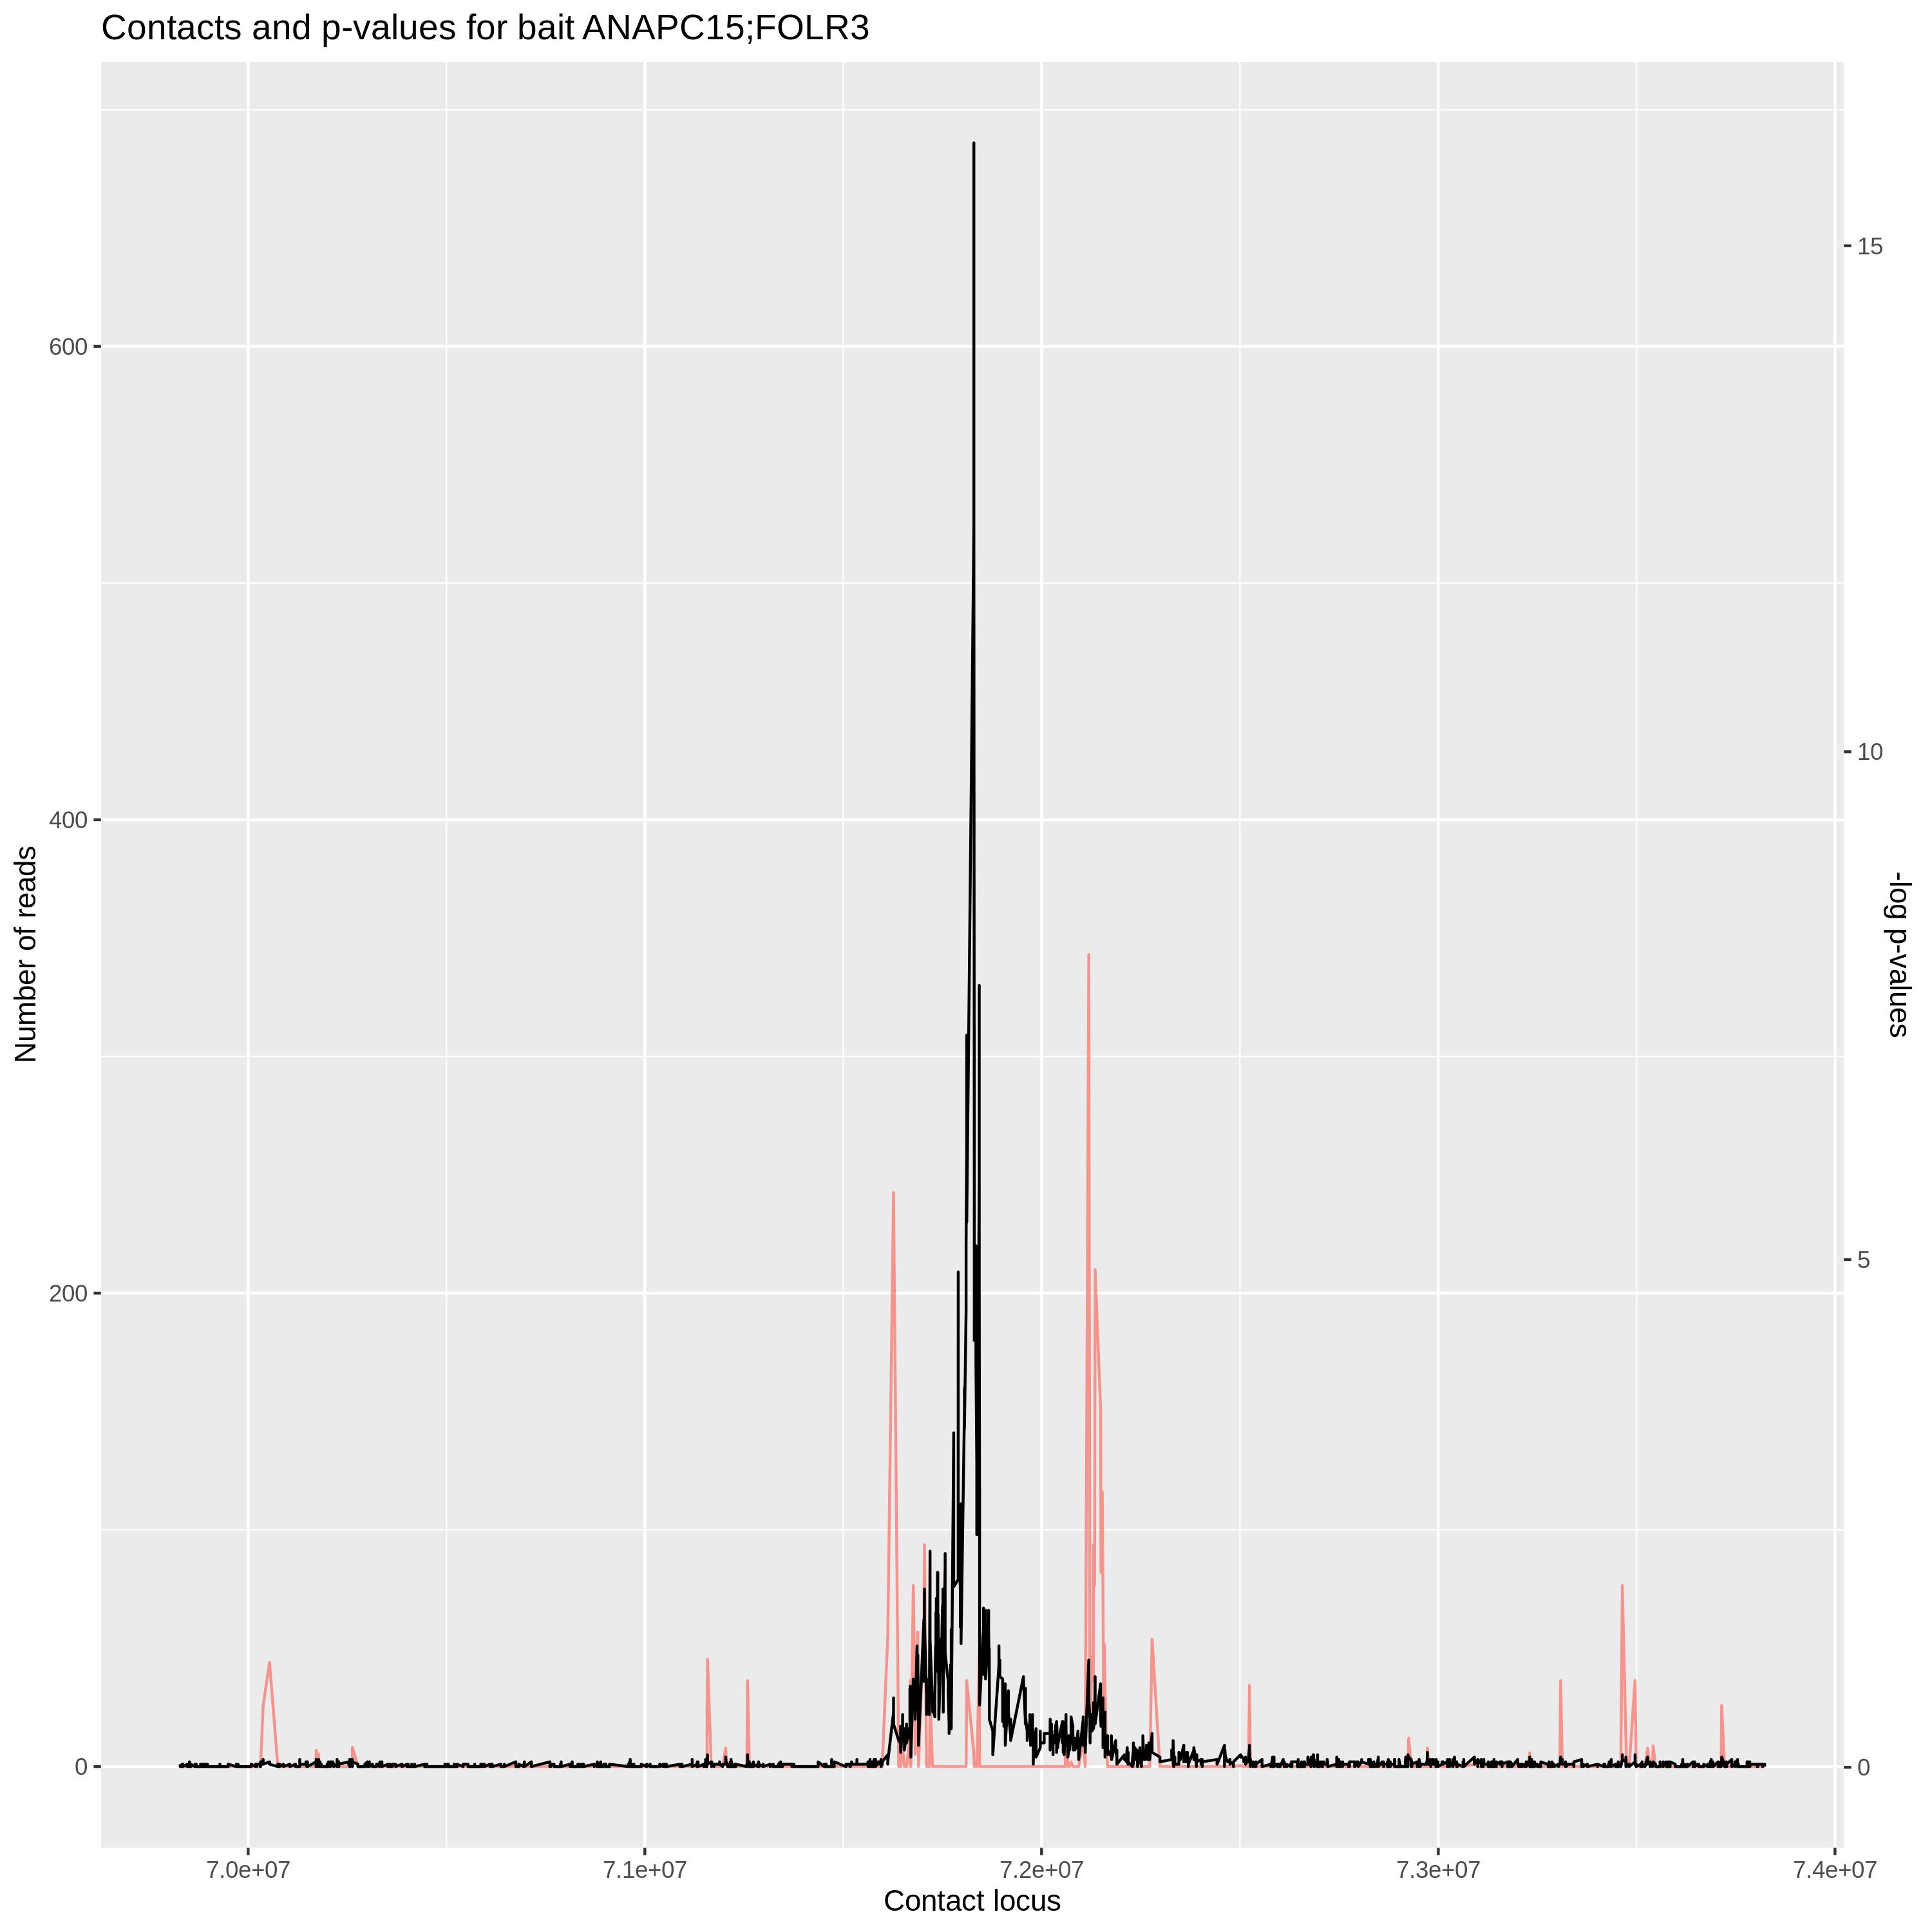 Contacts and p-values for bait ANAPC15;FOLR3
Number of reads
600
400
200
0
15
10
5
0
-log p-values
7.0e+07
7.1e+07
7.2e+07
7.3e+07
7.4e+07
Contact locus